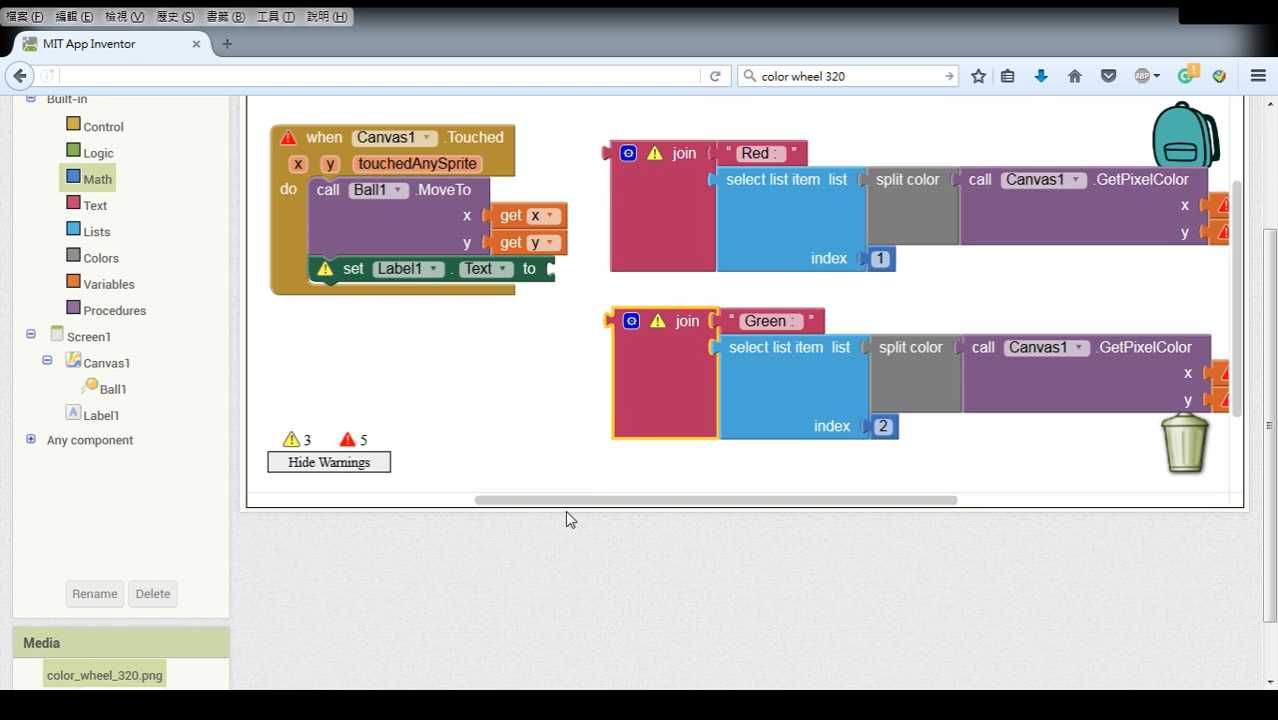 檔案 (F) 編輯 (E) 檢視 (V) 歷史 (S) 書籤 (B) 工具 (T) 說明 (H)
MIT App Inventor
color wheel 320
ABP
1
Built-in
Control
Logic
Math
Text
Lists
Colors
Variables
Procedures
Screen1
Canvas1
Ball1
Label1
Any component
Rename Delete
Media
color_wheel_320.png
when Canvas1 .Touched
x y touchedAnySprite
do call Ball1 .MoveTo
x get x
y get y
set Label1 . Text to
join “ Red : ”
select list item list split color call Canvas1 .GetPixelColor
x
y
index 1
join “ Green : ”
select list item list split color call Canvas1 .GetPixelColor
x
y
index 2
3 5
Hide Warnings